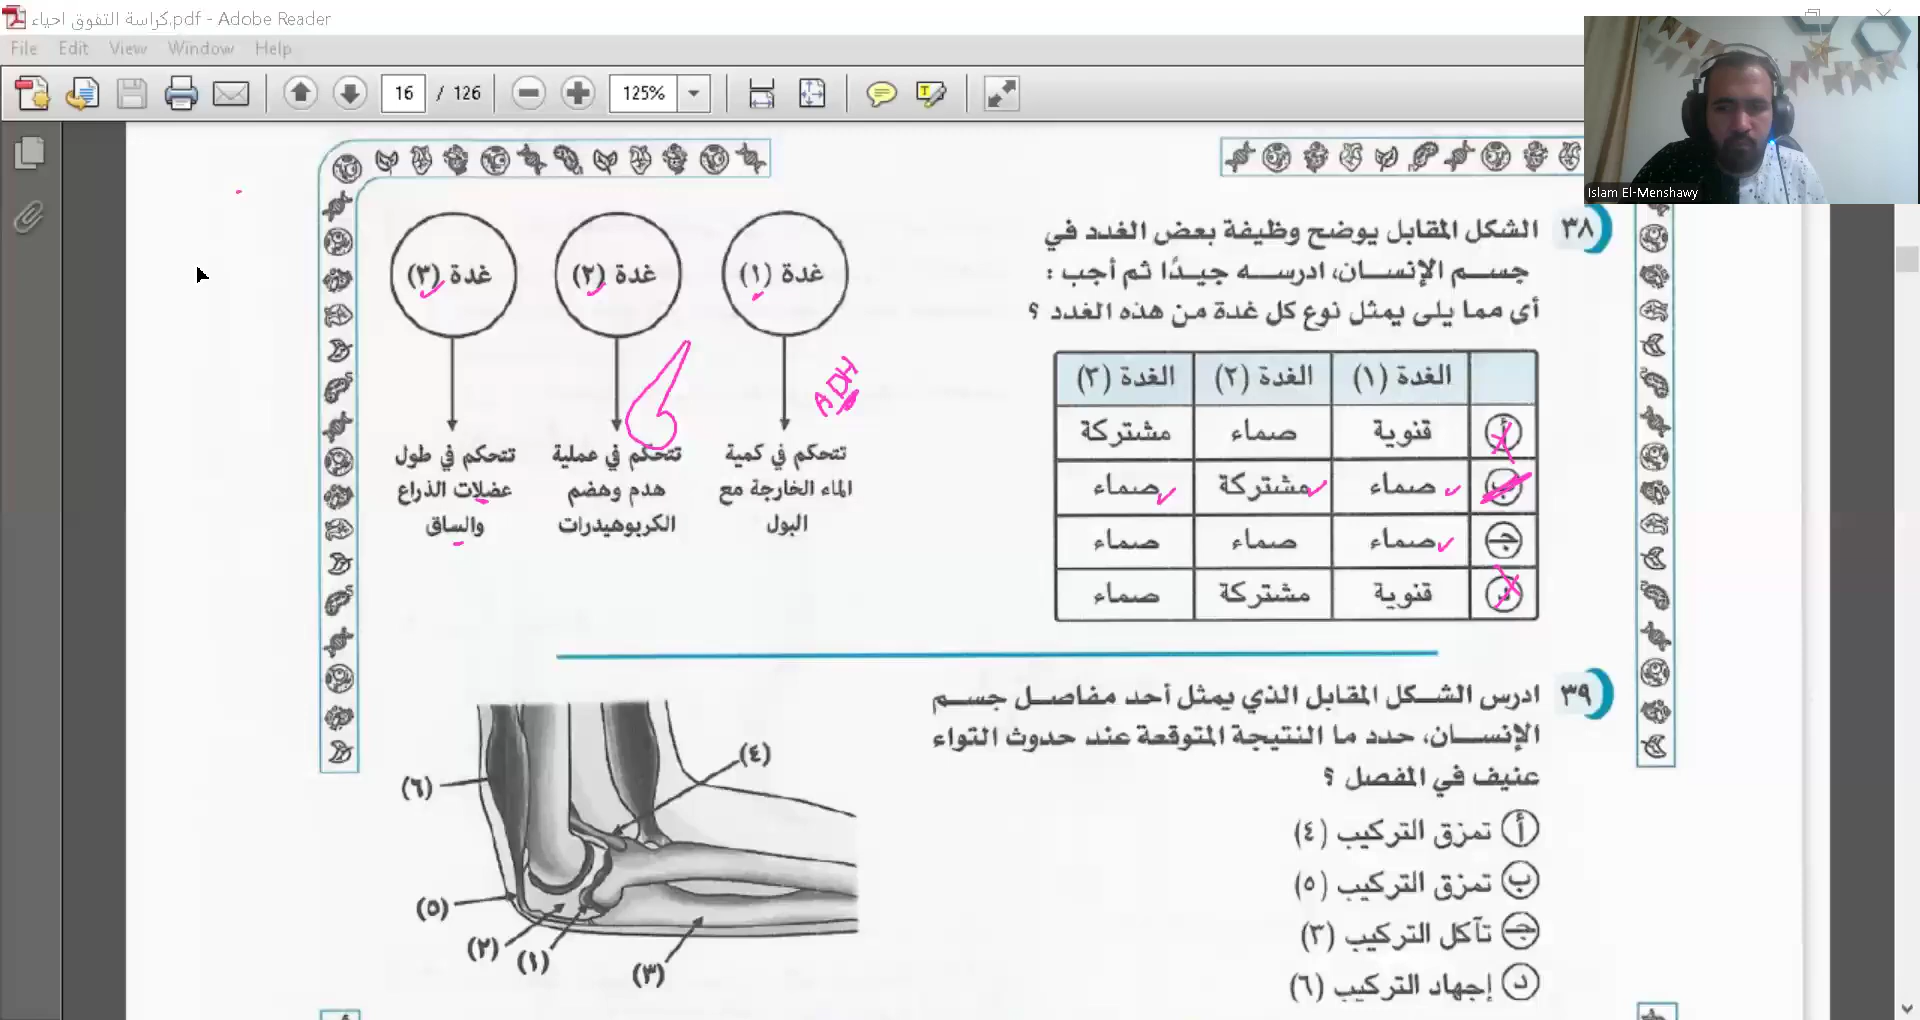 كراسة التفوق احياء.pdf - Adobe Reader
File Edit View Window Help
16 / 126 125%
Islam El-Menshawy
٣٨ الشكل المقابل يوضح وظيفة بعض الغدد في
جسم الإنسان، ادرسه جيدًا ثم أجب :
أى مما يلى يمثل نوع كل غدة من هذه الغدد ؟
غدة (١) غدة (٢) غدة (٣)
ADH
تتحكم في كمية
الماء الخارجة مع
البول
تتحكم في عملية
هدم وهضم
الكربوهيدرات
تتحكم في طول
عضلات الذراع
والساق
الغدة (١) الغدة (٢) الغدة (٣)
أ قنوية صماء مشتركة
ب صماء مشتركة صماء
ج صماء صماء صماء
د قنوية مشتركة صماء
٣٩ ادرس الشكل المقابل الذي يمثل أحد مفاصل جسم
الإنسان، حدد ما النتيجة المتوقعة عند حدوث التواء
عنيف في المفصل ؟
أ تمزق التركيب (٤)
ب تمزق التركيب (٥)
ج تآكل التركيب (٣)
د إجهاد التركيب (٦)
(٤)
(٦)
(٥)
(٢)
(١)
(٣)